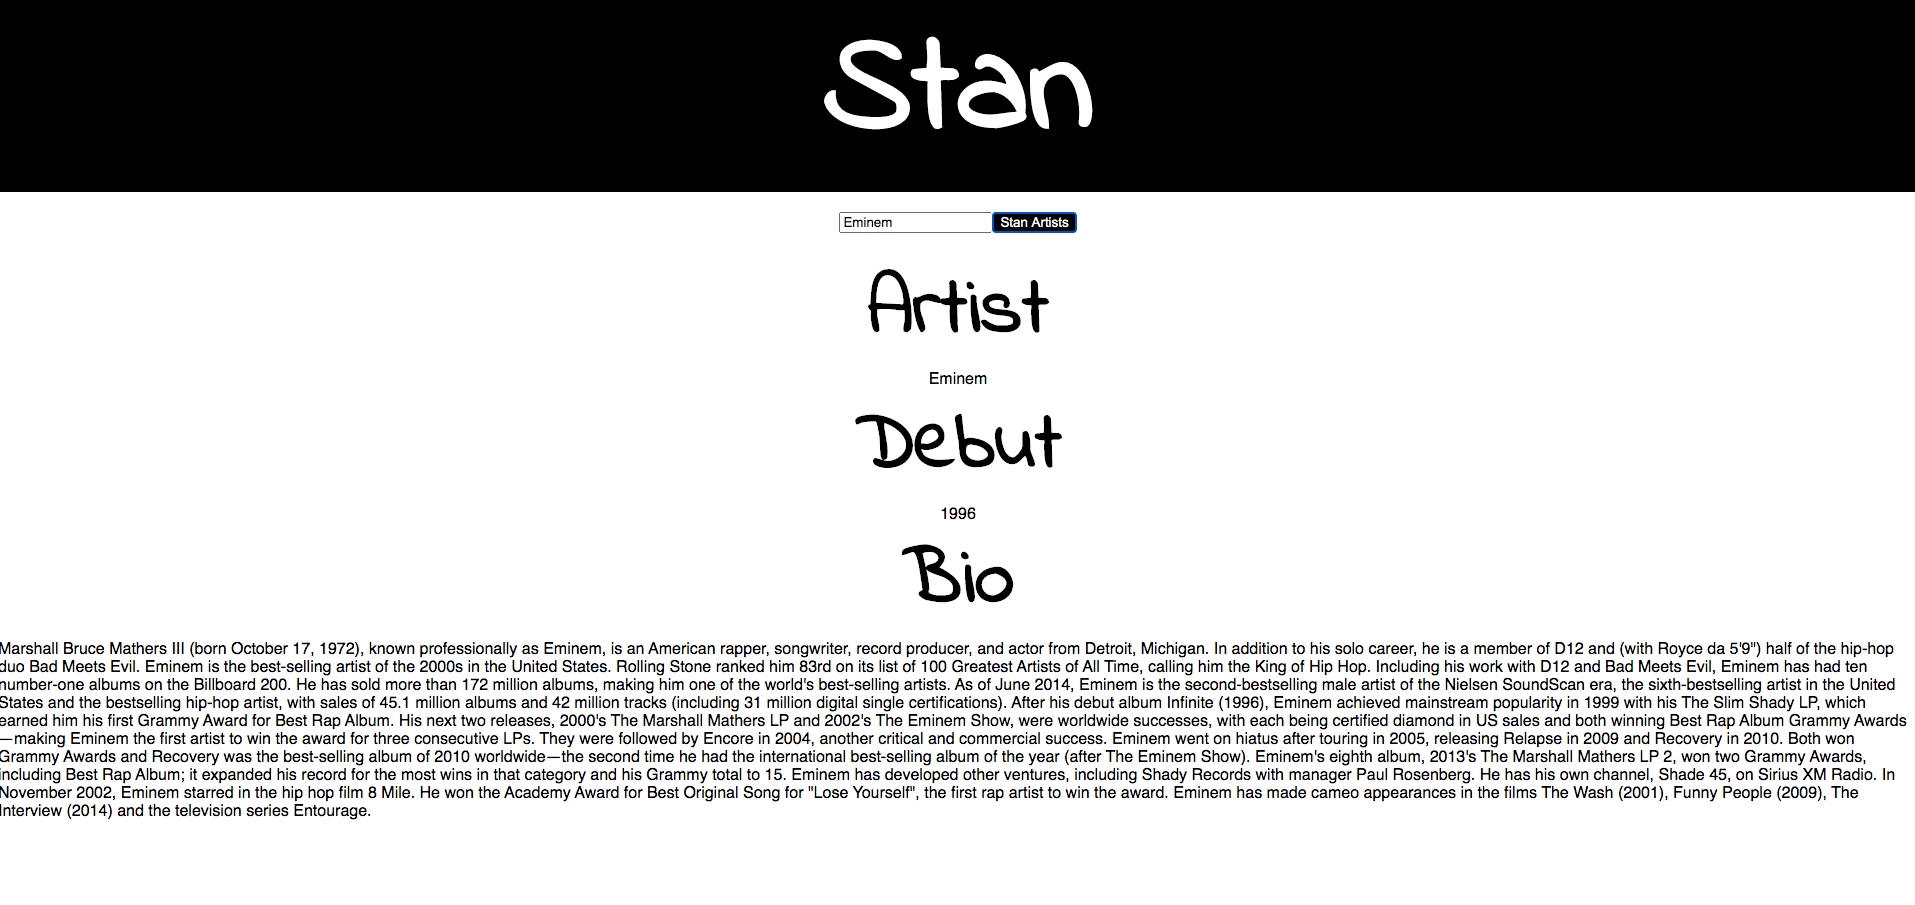 Stan
Eminem Stan Artists
Artist
Eminem
Debut
1996
Bio
Marshall Bruce Mathers III (born October 17, 1972), known professionally as Eminem, is an American rapper, songwriter, record producer, and actor from Detroit, Michigan. In addition to his solo career, he is a member of D12 and (with Royce da 5'9") half of the hip-hop
duo Bad Meets Evil. Eminem is the best-selling artist of the 2000s in the United States. Rolling Stone ranked him 83rd on its list of 100 Greatest Artists of All Time, calling him the King of Hip Hop. Including his work with D12 and Bad Meets Evil, Eminem has had ten
number-one albums on the Billboard 200. He has sold more than 172 million albums, making him one of the world's best-selling artists. As of June 2014, Eminem is the second-bestselling male artist of the Nielsen SoundScan era, the sixth-bestselling artist in the United
States and the bestselling hip-hop artist, with sales of 45.1 million albums and 42 million tracks (including 31 million digital single certifications). After his debut album Infinite (1996), Eminem achieved mainstream popularity in 1999 with his The Slim Shady LP, which
earned him his first Grammy Award for Best Rap Album. His next two releases, 2000's The Marshall Mathers LP and 2002's The Eminem Show, were worldwide successes, with each being certified diamond in US sales and both winning Best Rap Album Grammy Awards
—making Eminem the first artist to win the award for three consecutive LPs. They were followed by Encore in 2004, another critical and commercial success. Eminem went on hiatus after touring in 2005, releasing Relapse in 2009 and Recovery in 2010. Both won
Grammy Awards and Recovery was the best-selling album of 2010 worldwide—the second time he had the international best-selling album of the year (after The Eminem Show). Eminem's eighth album, 2013's The Marshall Mathers LP 2, won two Grammy Awards,
including Best Rap Album; it expanded his record for the most wins in that category and his Grammy total to 15. Eminem has developed other ventures, including Shady Records with manager Paul Rosenberg. He has his own channel, Shade 45, on Sirius XM Radio. In
November 2002, Eminem starred in the hip hop film 8 Mile. He won the Academy Award for Best Original Song for "Lose Yourself", the first rap artist to win the award. Eminem has made cameo appearances in the films The Wash (2001), Funny People (2009), The
Interview (2014) and the television series Entourage.